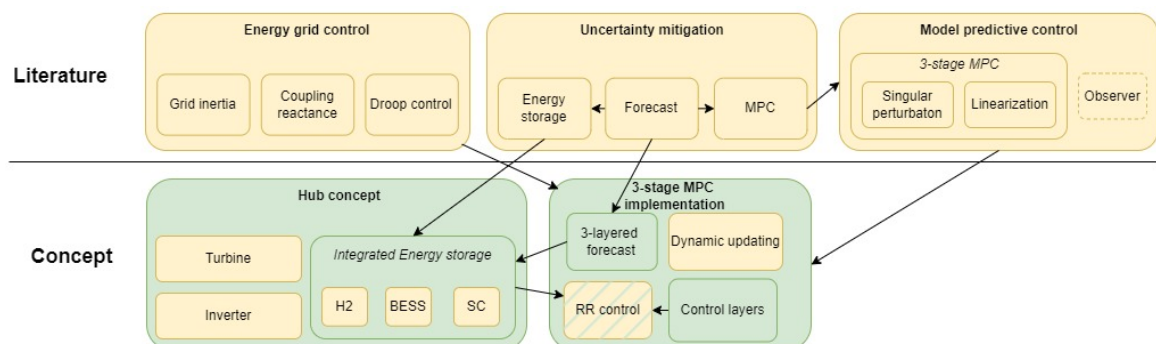 Energy grid control
Uncertainty mitigation
Model predictive control
Literature
3-stage MPC
Grid inertia
Coupling
reactance
Droop control
Energy
storage
Forecast
MPC
Singular
perturbaton
Linearization
Observer
Hub concept
3-stage MPC
implementation
Concept
Turbine
Integrated Energy storage
3-layered
forecast
Dynamic updating
Inverter
H2
BESS
SC
RR control
Control layers